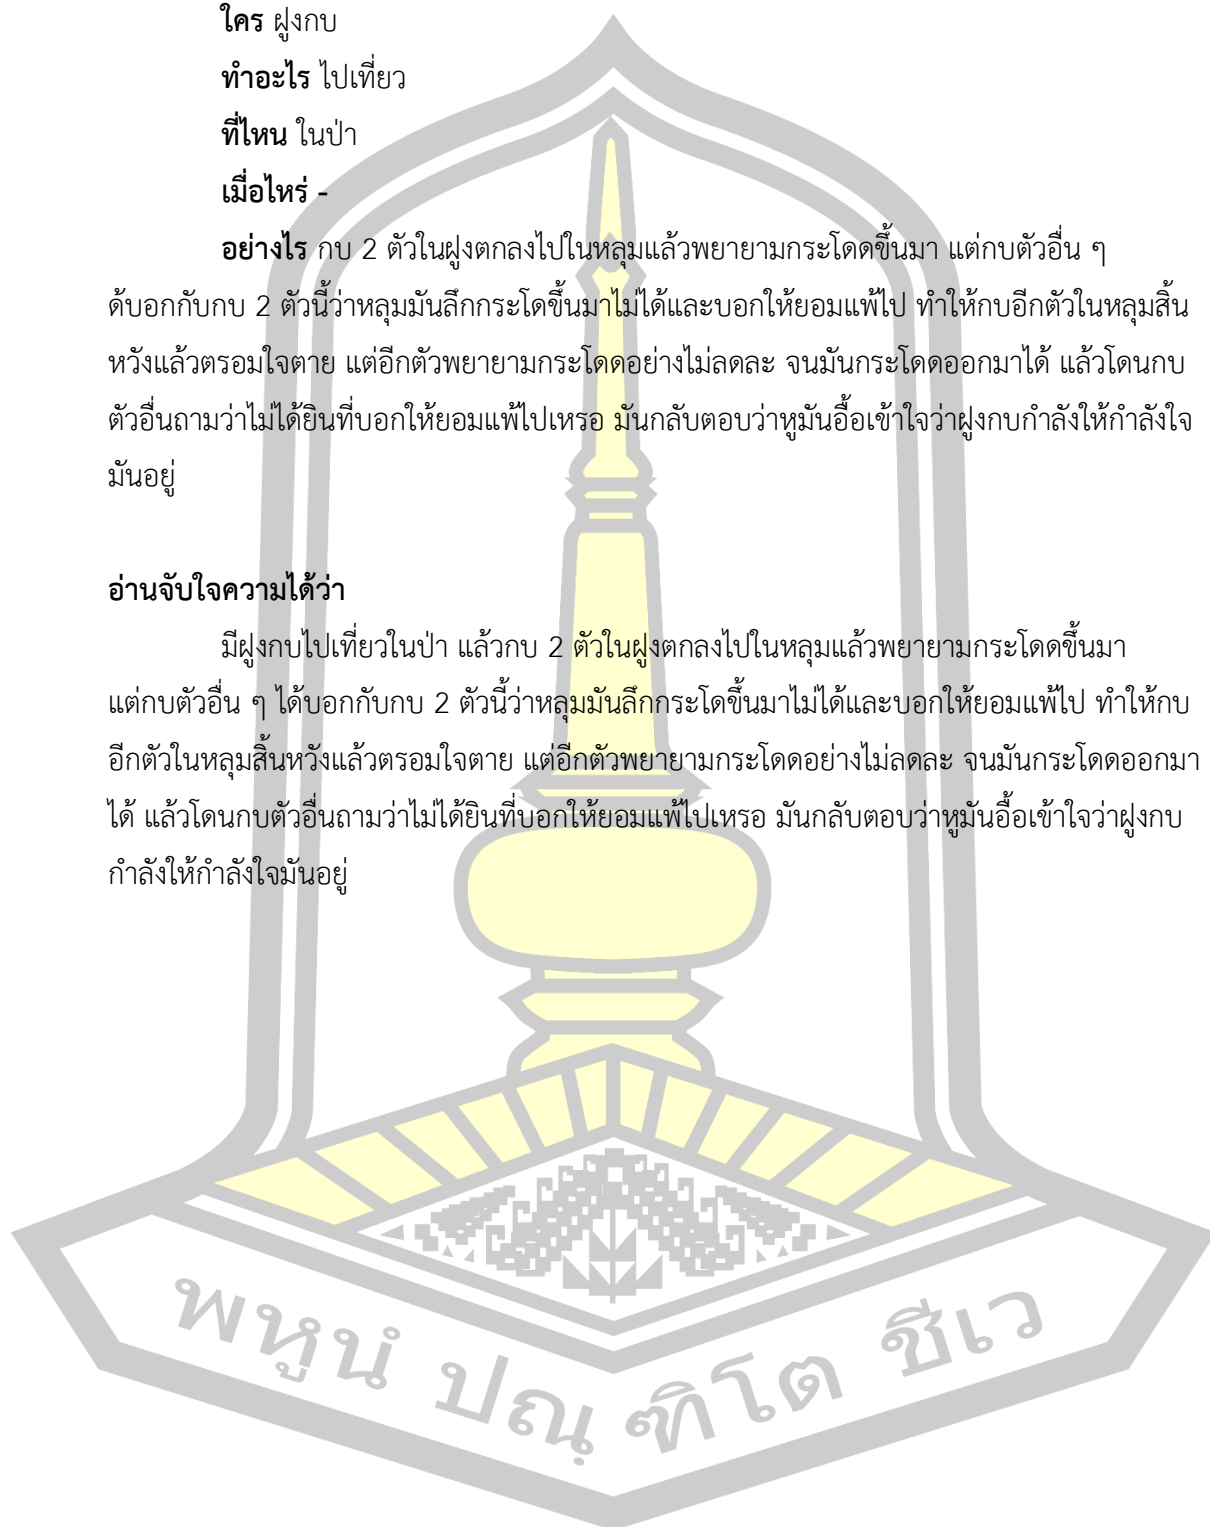 ใคร ฝูงกบ
ทำอะไร ไปเที่ยว
ที่ไหน ในป่า
เมื่อไหร่ -
อย่างไร กบ 2 ตัวในฝูงตกลงไปในหลุมแล้วพยายามกระโดดขึ้นมา แต่กบตัวอื่น ๆ
ด้บอกกับกบ 2 ตัวนี้ว่าหลุมมันลึกกระโดขึ้นมาไม่ได้และบอกให้ยอมแพ้ไป ทำให้กบอีกตัวในหลุมสิ้น
หวังแล้วตรอมใจตาย แต่อีกตัวพยายามกระโดดอย่างไม่ลดละ จนมันกระโดดออกมาได้ แล้วโดนกบ
ตัวอื่นถามว่าไม่ได้ยินที่บอกให้ยอมแพ้ไปเหรอ มันกลับตอบว่าหูมันอื้อเข้าใจว่าฝูงกบกำลังให้กำลังใจ
มันอยู่
อ่านจับใจความได้ว่า
มีฝูงกบไปเที่ยวในป่า แล้วกบ 2 ตัวในฝูงตกลงไปในหลุมแล้วพยายามกระโดดขึ้นมา
แต่กบตัวอื่น ๆ ได้บอกกับกบ 2 ตัวนี้ว่าหลุมมันลึกกระโดขึ้นมาไม่ได้และบอกให้ยอมแพ้ไป ทำให้กบ
อีกตัวในหลุมสิ้นหวังแล้วตรอมใจตาย แต่อีกตัวพยายามกระโดดอย่างไม่ลดละ จนมันกระโดดออกมา
ได้ แล้วโดนกบตัวอื่นถามว่าไม่ได้ยินที่บอกให้ยอมแพ้ไปเหรอ มันกลับตอบว่าหูมันอื้อเข้าใจว่าฝูงกบ
กำลังให้กำลังใจมันอยู่
พหูนํ ปณฺฑิโต ชีเว